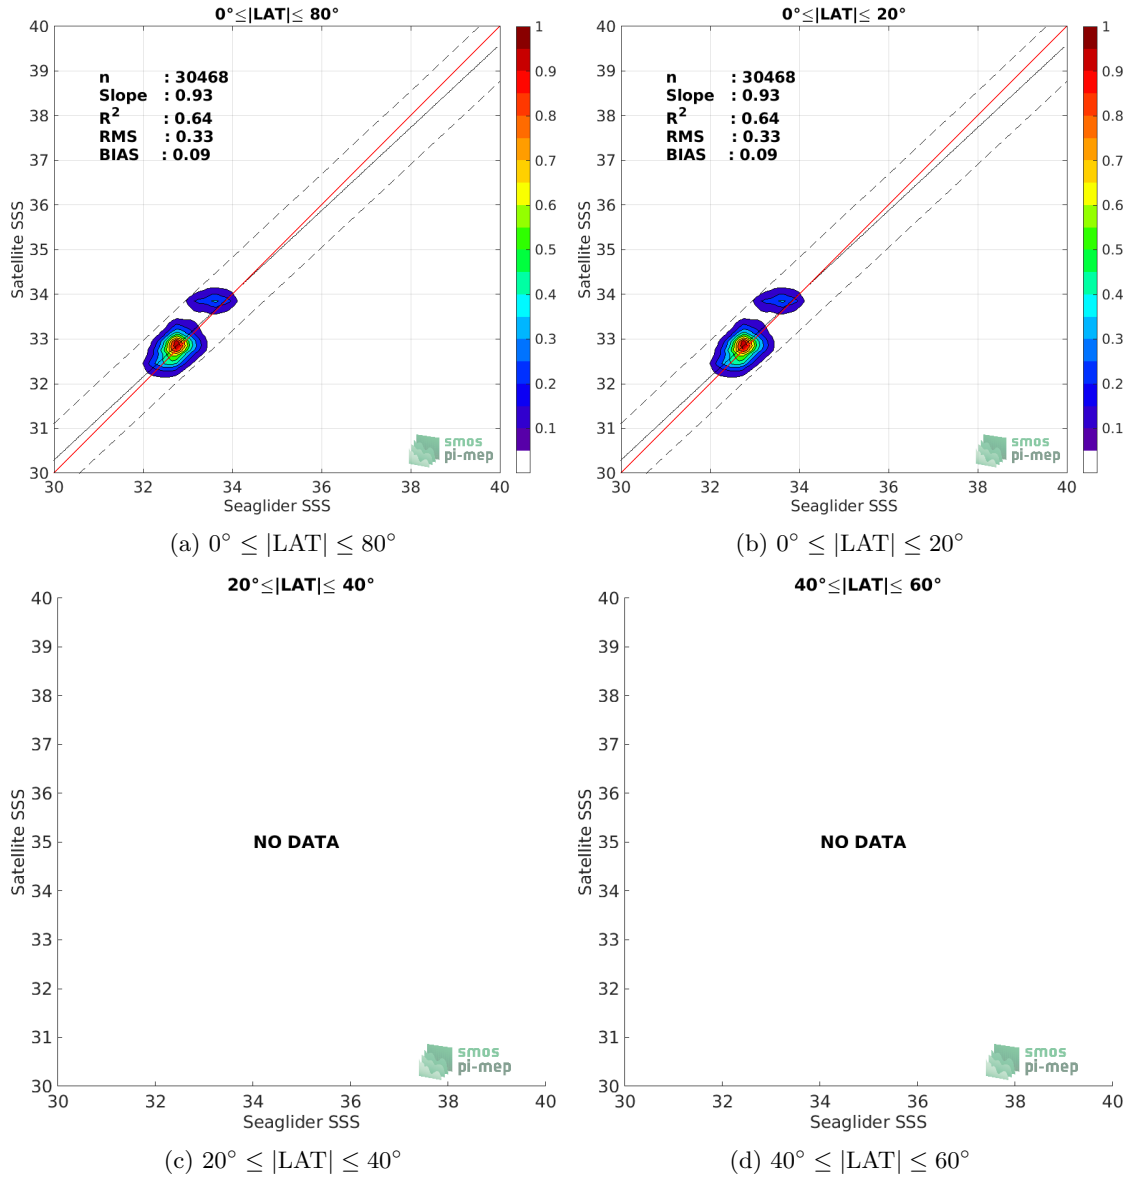 0°≤|LAT|≤ 80°
40
39
38
37
36
35
34
33
32
31
30
Satellite SSS
n : 30468
Slope : 0.93
R² : 0.64
RMS : 0.33
BIAS : 0.09
smos
pi-mep
30 32 34 36 38 40
Seaglider SSS
1
0.9
0.8
0.7
0.6
0.5
0.4
0.3
0.2
0.1
(a) 0° ≤ |LAT| ≤ 80°
0°≤|LAT|≤ 20°
40
39
38
37
36
35
34
33
32
31
30
Satellite SSS
n : 30468
Slope : 0.93
R² : 0.64
RMS : 0.33
BIAS : 0.09
smos
pi-mep
30 32 34 36 38 40
Seaglider SSS
1
0.9
0.8
0.7
0.6
0.5
0.4
0.3
0.2
0.1
(b) 0° ≤ |LAT| ≤ 20°
20°≤|LAT|≤ 40°
40
39
38
37
36
35
34
33
32
31
30
Satellite SSS
NO DATA
smos
pi-mep
30 32 34 36 38 40
Seaglider SSS
(c) 20° ≤ |LAT| ≤ 40°
40°≤|LAT|≤ 60°
40
39
38
37
36
35
34
33
32
31
30
Satellite SSS
NO DATA
smos
pi-mep
30 32 34 36 38 40
Seaglider SSS
(d) 40° ≤ |LAT| ≤ 60°